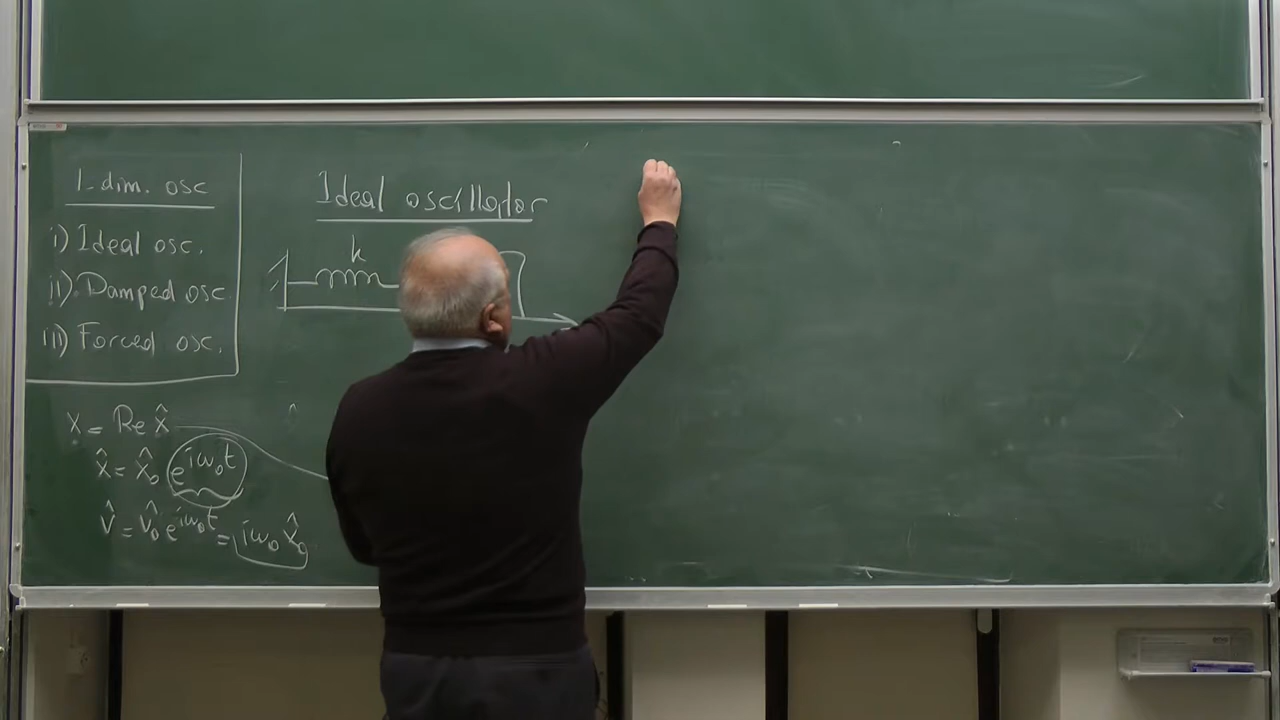 1-dim. osc
i) Ideal osc.
ii) Damped osc
iii) Forced osc.
x = Re x̂
x̂ = x̂₀ e^{iω₀t}
v̂ = v̂₀ e^{iω₀t} = iω₀ x̂₀
Ideal oscillator
k